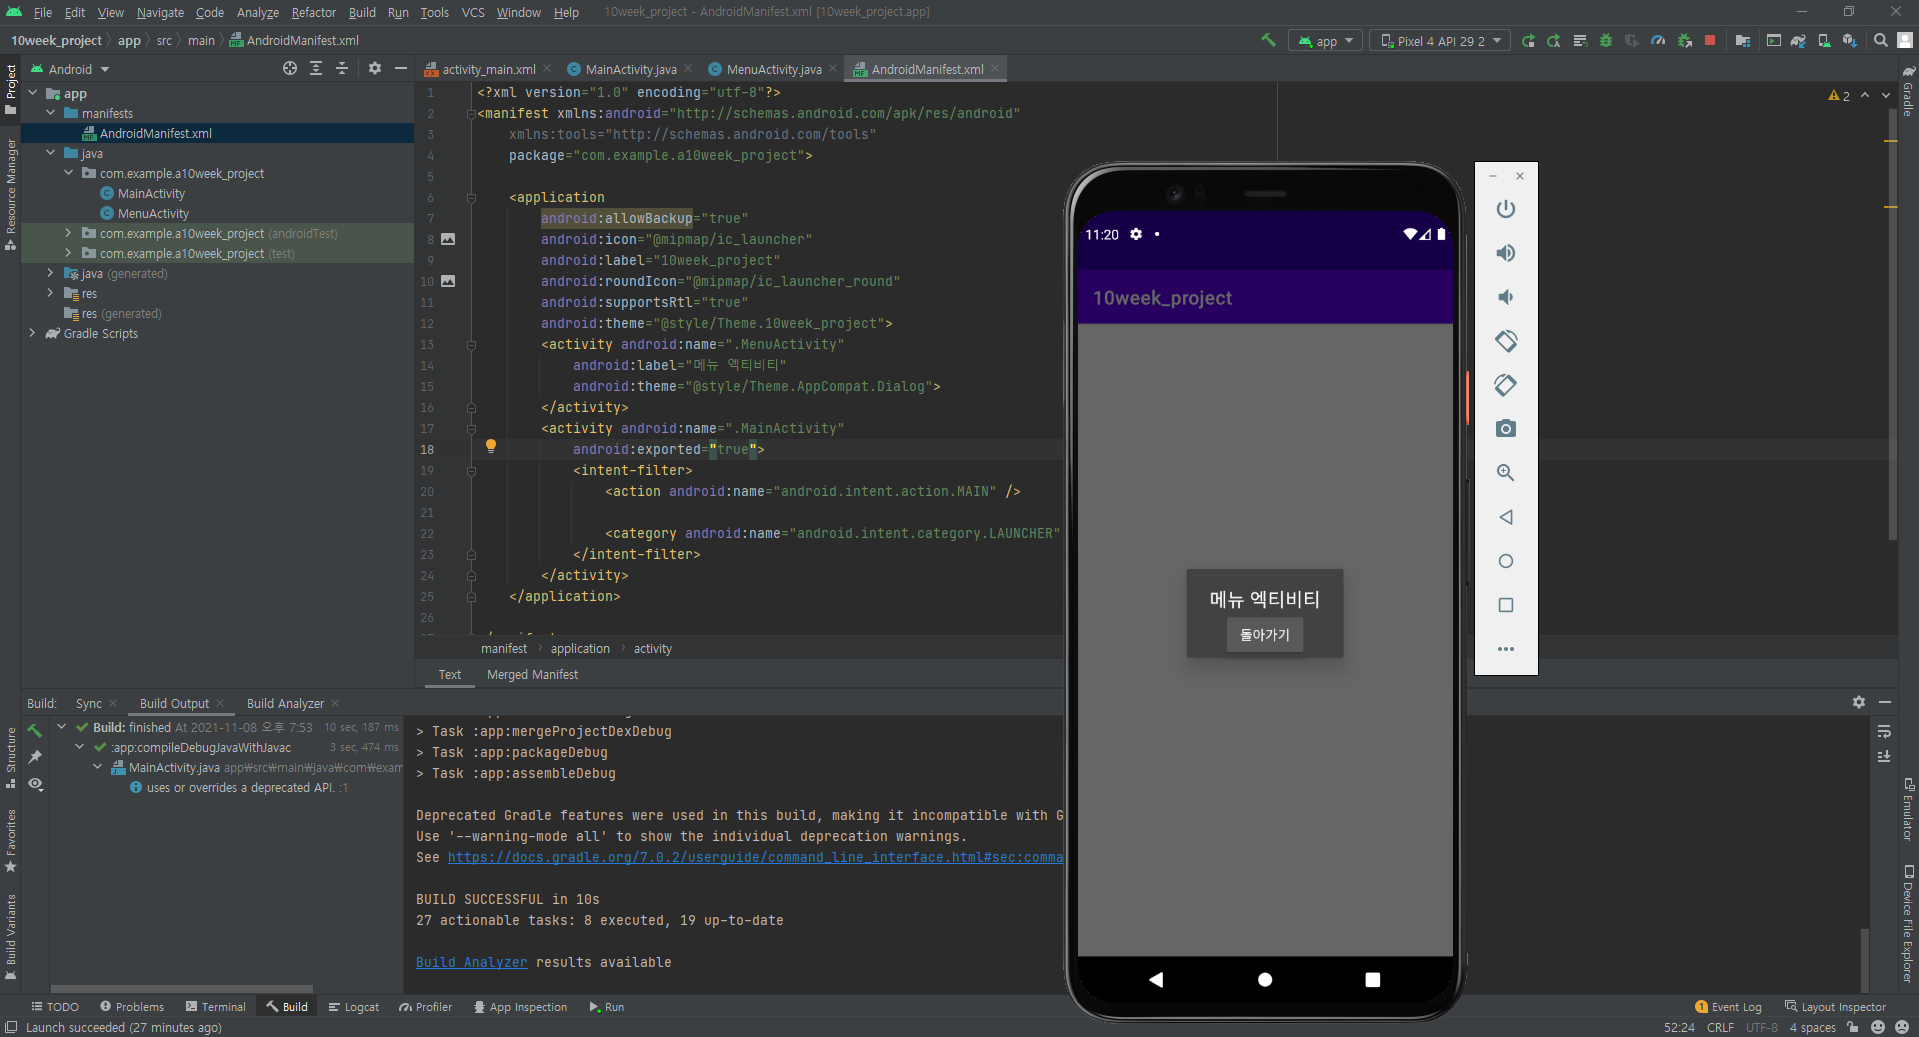 File Edit View Navigate Code Analyze Refactor Build Run Tools VCS Window Help 10week_project - AndroidManifest.xml [10week_project.app]
10week_project app src main AndroidManifest.xml app Pixel 4 API 29 2
Android
activity_main.xml MainActivity.java MenuActivity.java AndroidManifest.xml
Project
Resource Manager
Structure
Favorites
Build Variants
app
manifests
AndroidManifest.xml
java
com.example.a10week_project
MainActivity
MenuActivity
com.example.a10week_project (androidTest)
com.example.a10week_project (test)
java (generated)
res
res (generated)
Gradle Scripts
1 <?xml version="1.0" encoding="utf-8"?>
2 <manifest xmlns:android="http://schemas.android.com/apk/res/android"
3 xmlns:tools="http://schemas.android.com/tools"
4 package="com.example.a10week_project">
5
6 <application
7 android:allowBackup="true"
8 android:icon="@mipmap/ic_launcher"
9 android:label="10week_project"
10 android:roundIcon="@mipmap/ic_launcher_round"
11 android:supportsRtl="true"
12 android:theme="@style/Theme.10week_project">
13 <activity android:name=".MenuActivity"
14 android:label="메뉴 엑티비티"
15 android:theme="@style/Theme.AppCompat.Dialog">
16 </activity>
17 <activity android:name=".MainActivity"
18 android:exported="true">
19 <intent-filter>
20 <action android:name="android.intent.action.MAIN" />
21
22 <category android:name="android.intent.category.LAUNCHER"
23 </intent-filter>
24 </activity>
25 </application>
26
2
manifest application activity
Text Merged Manifest
11:20
10week_project
메뉴 엑티비티
돌아가기
Gradle
Emulator
Device File Explorer
Build: Sync Build Output Build Analyzer
Build: finished At 2021-11-08 오후 7:53 10 sec, 187 ms
:app:compileDebugJavaWithJavac 3 sec, 474 ms
MainActivity.java app₩src₩main₩java₩com₩exam
uses or overrides a deprecated API. :1
> Task :app:mergeProjectDexDebug
> Task :app:packageDebug
> Task :app:assembleDebug
Deprecated Gradle features were used in this build, making it incompatible with G
Use '--warning-mode all' to show the individual deprecation warnings.
See https://docs.gradle.org/7.0.2/userguide/command_line_interface.html#sec:comma
BUILD SUCCESSFUL in 10s
27 actionable tasks: 8 executed, 19 up-to-date
Build Analyzer results available
TODO Problems Terminal Build Logcat Profiler App Inspection Run 1 Event Log Layout Inspector
Launch succeeded (27 minutes ago) 52:24 CRLF UTF-8 4 spaces